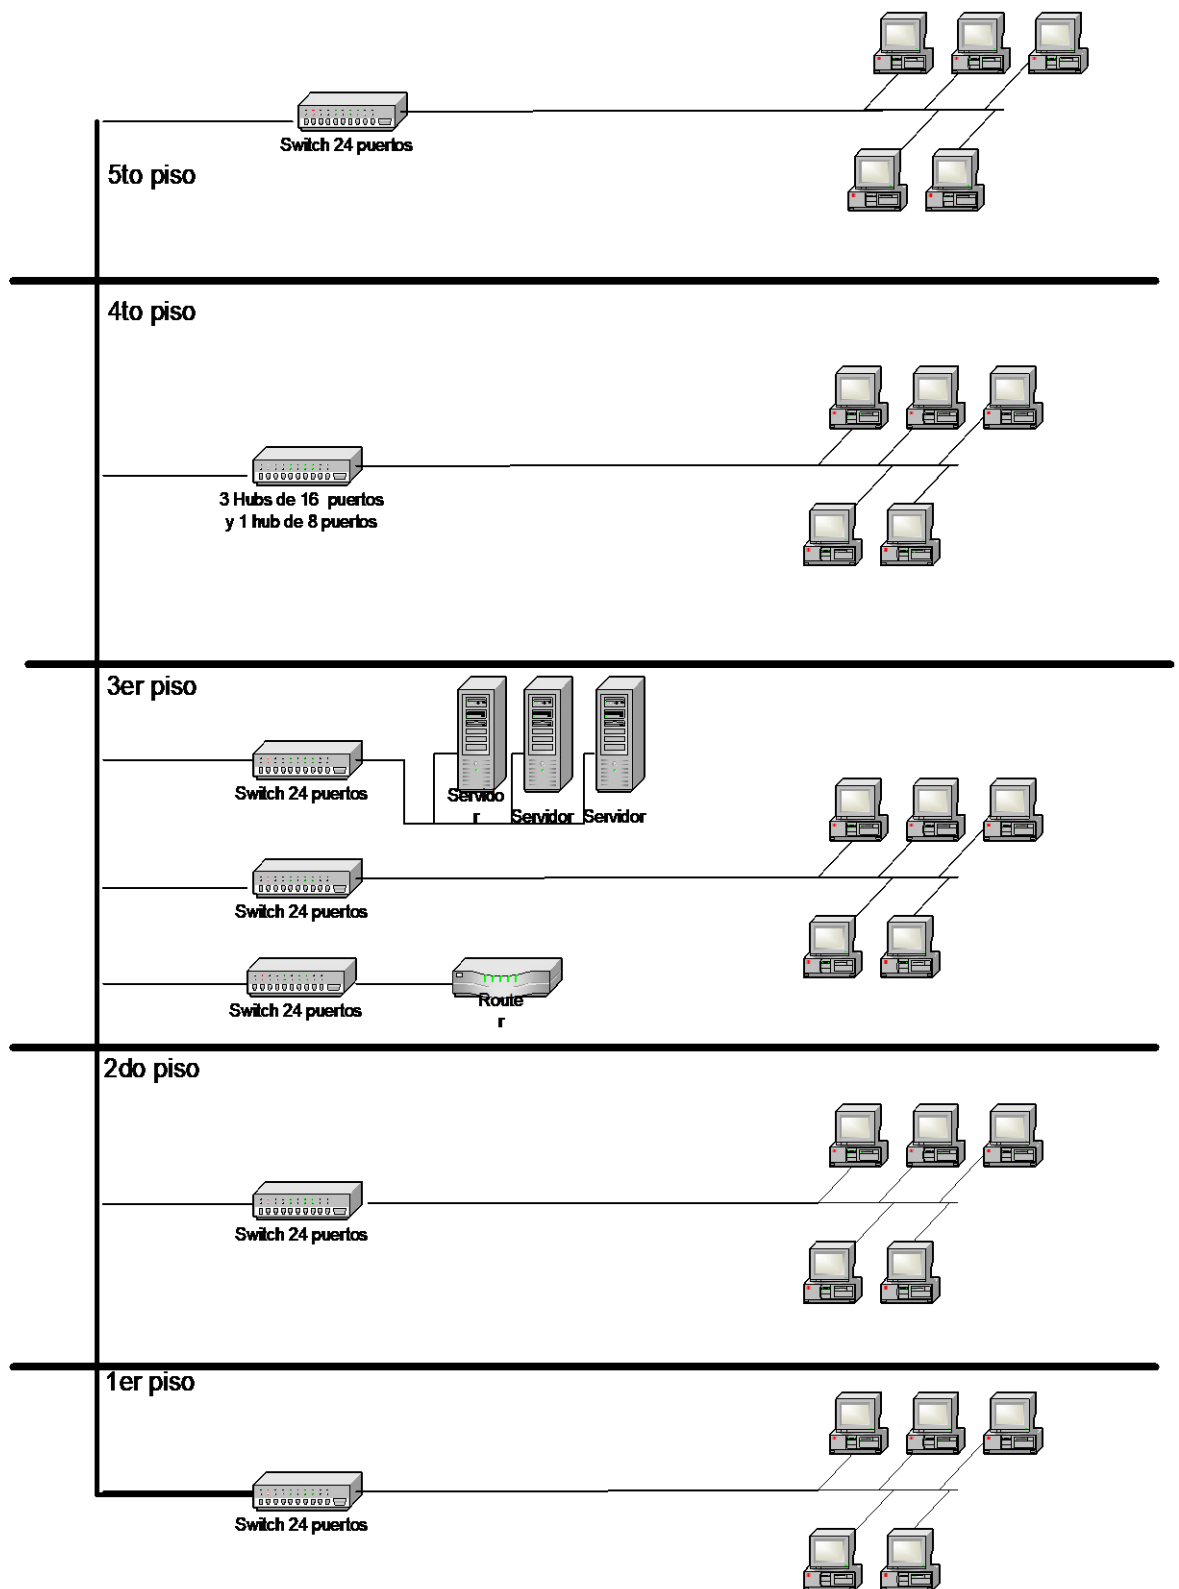 Switch 24 puertos
5to piso
4to piso
3 Hubs de 16 puertos
y 1 hub de 8 puertos
3er piso
Switch 24 puertos
Servido
r
Servidor
Servidor
Switch 24 puertos
Switch 24 puertos
Route
r
2do piso
Switch 24 puertos
1er piso
Switch 24 puertos